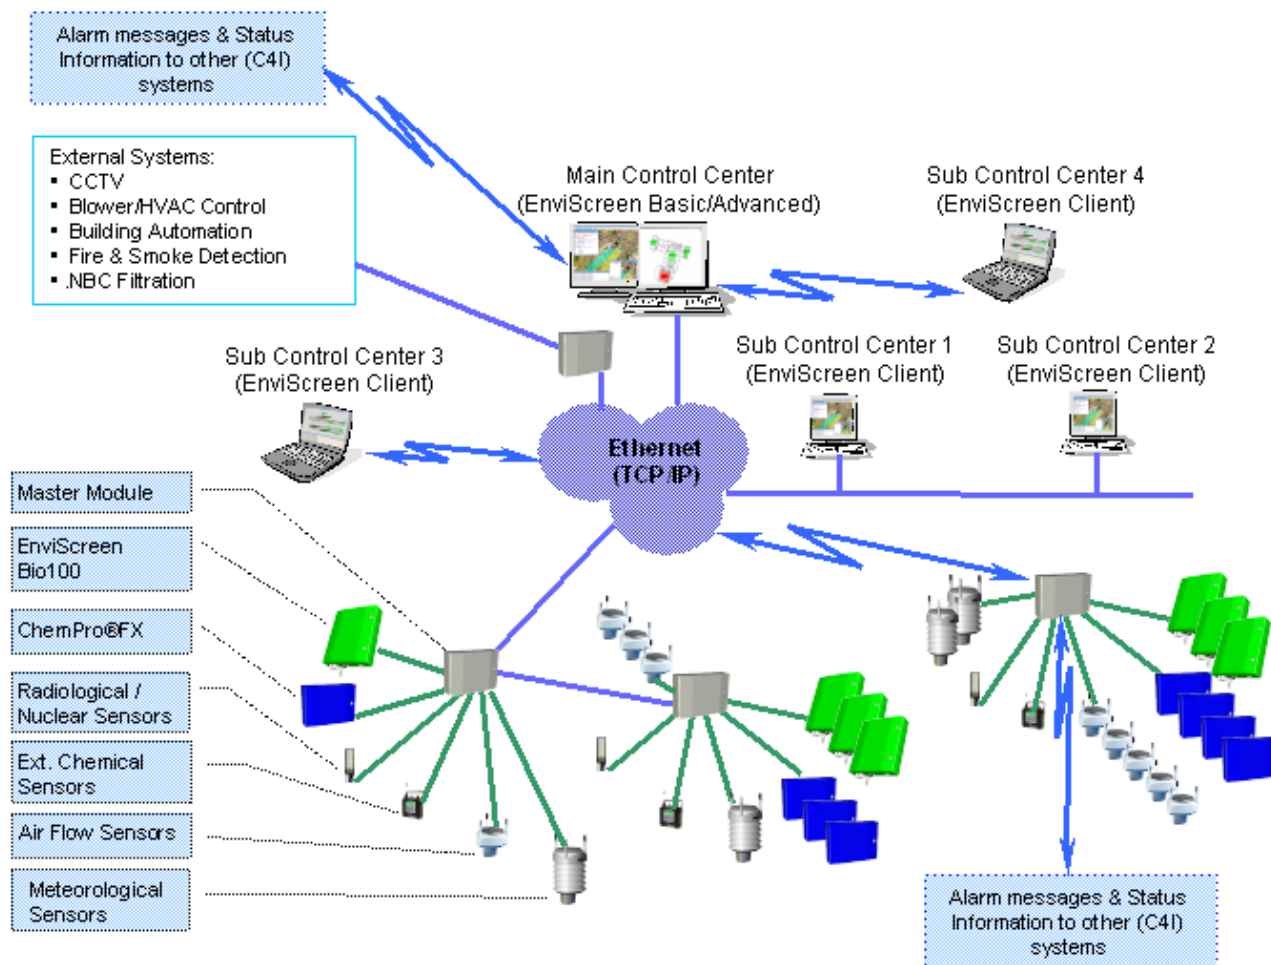 Alarm messages & Status
Information to other (C4I)
systems
External Systems:
▪ CCTV
▪ Blower/HVAC Control
▪ Building Automation
▪ Fire & Smoke Detection
▪ .NBC Filtration
Main Control Center
(EnviScreen Basic/Advanced)
Sub Control Center 4
(EnviScreen Client)
Sub Control Center 3
(EnviScreen Client)
Sub Control Center 1
(EnviScreen Client)
Sub Control Center 2
(EnviScreen Client)
Ethernet
(TCP/IP)
Master Module
EnviScreen
Bio100
ChemPro®FX
Radiological /
Nuclear Sensors
Ext. Chemical
Sensors
Air Flow Sensors
Meteorological
Sensors
Alarm messages & Status
Information to other (C4I)
systems